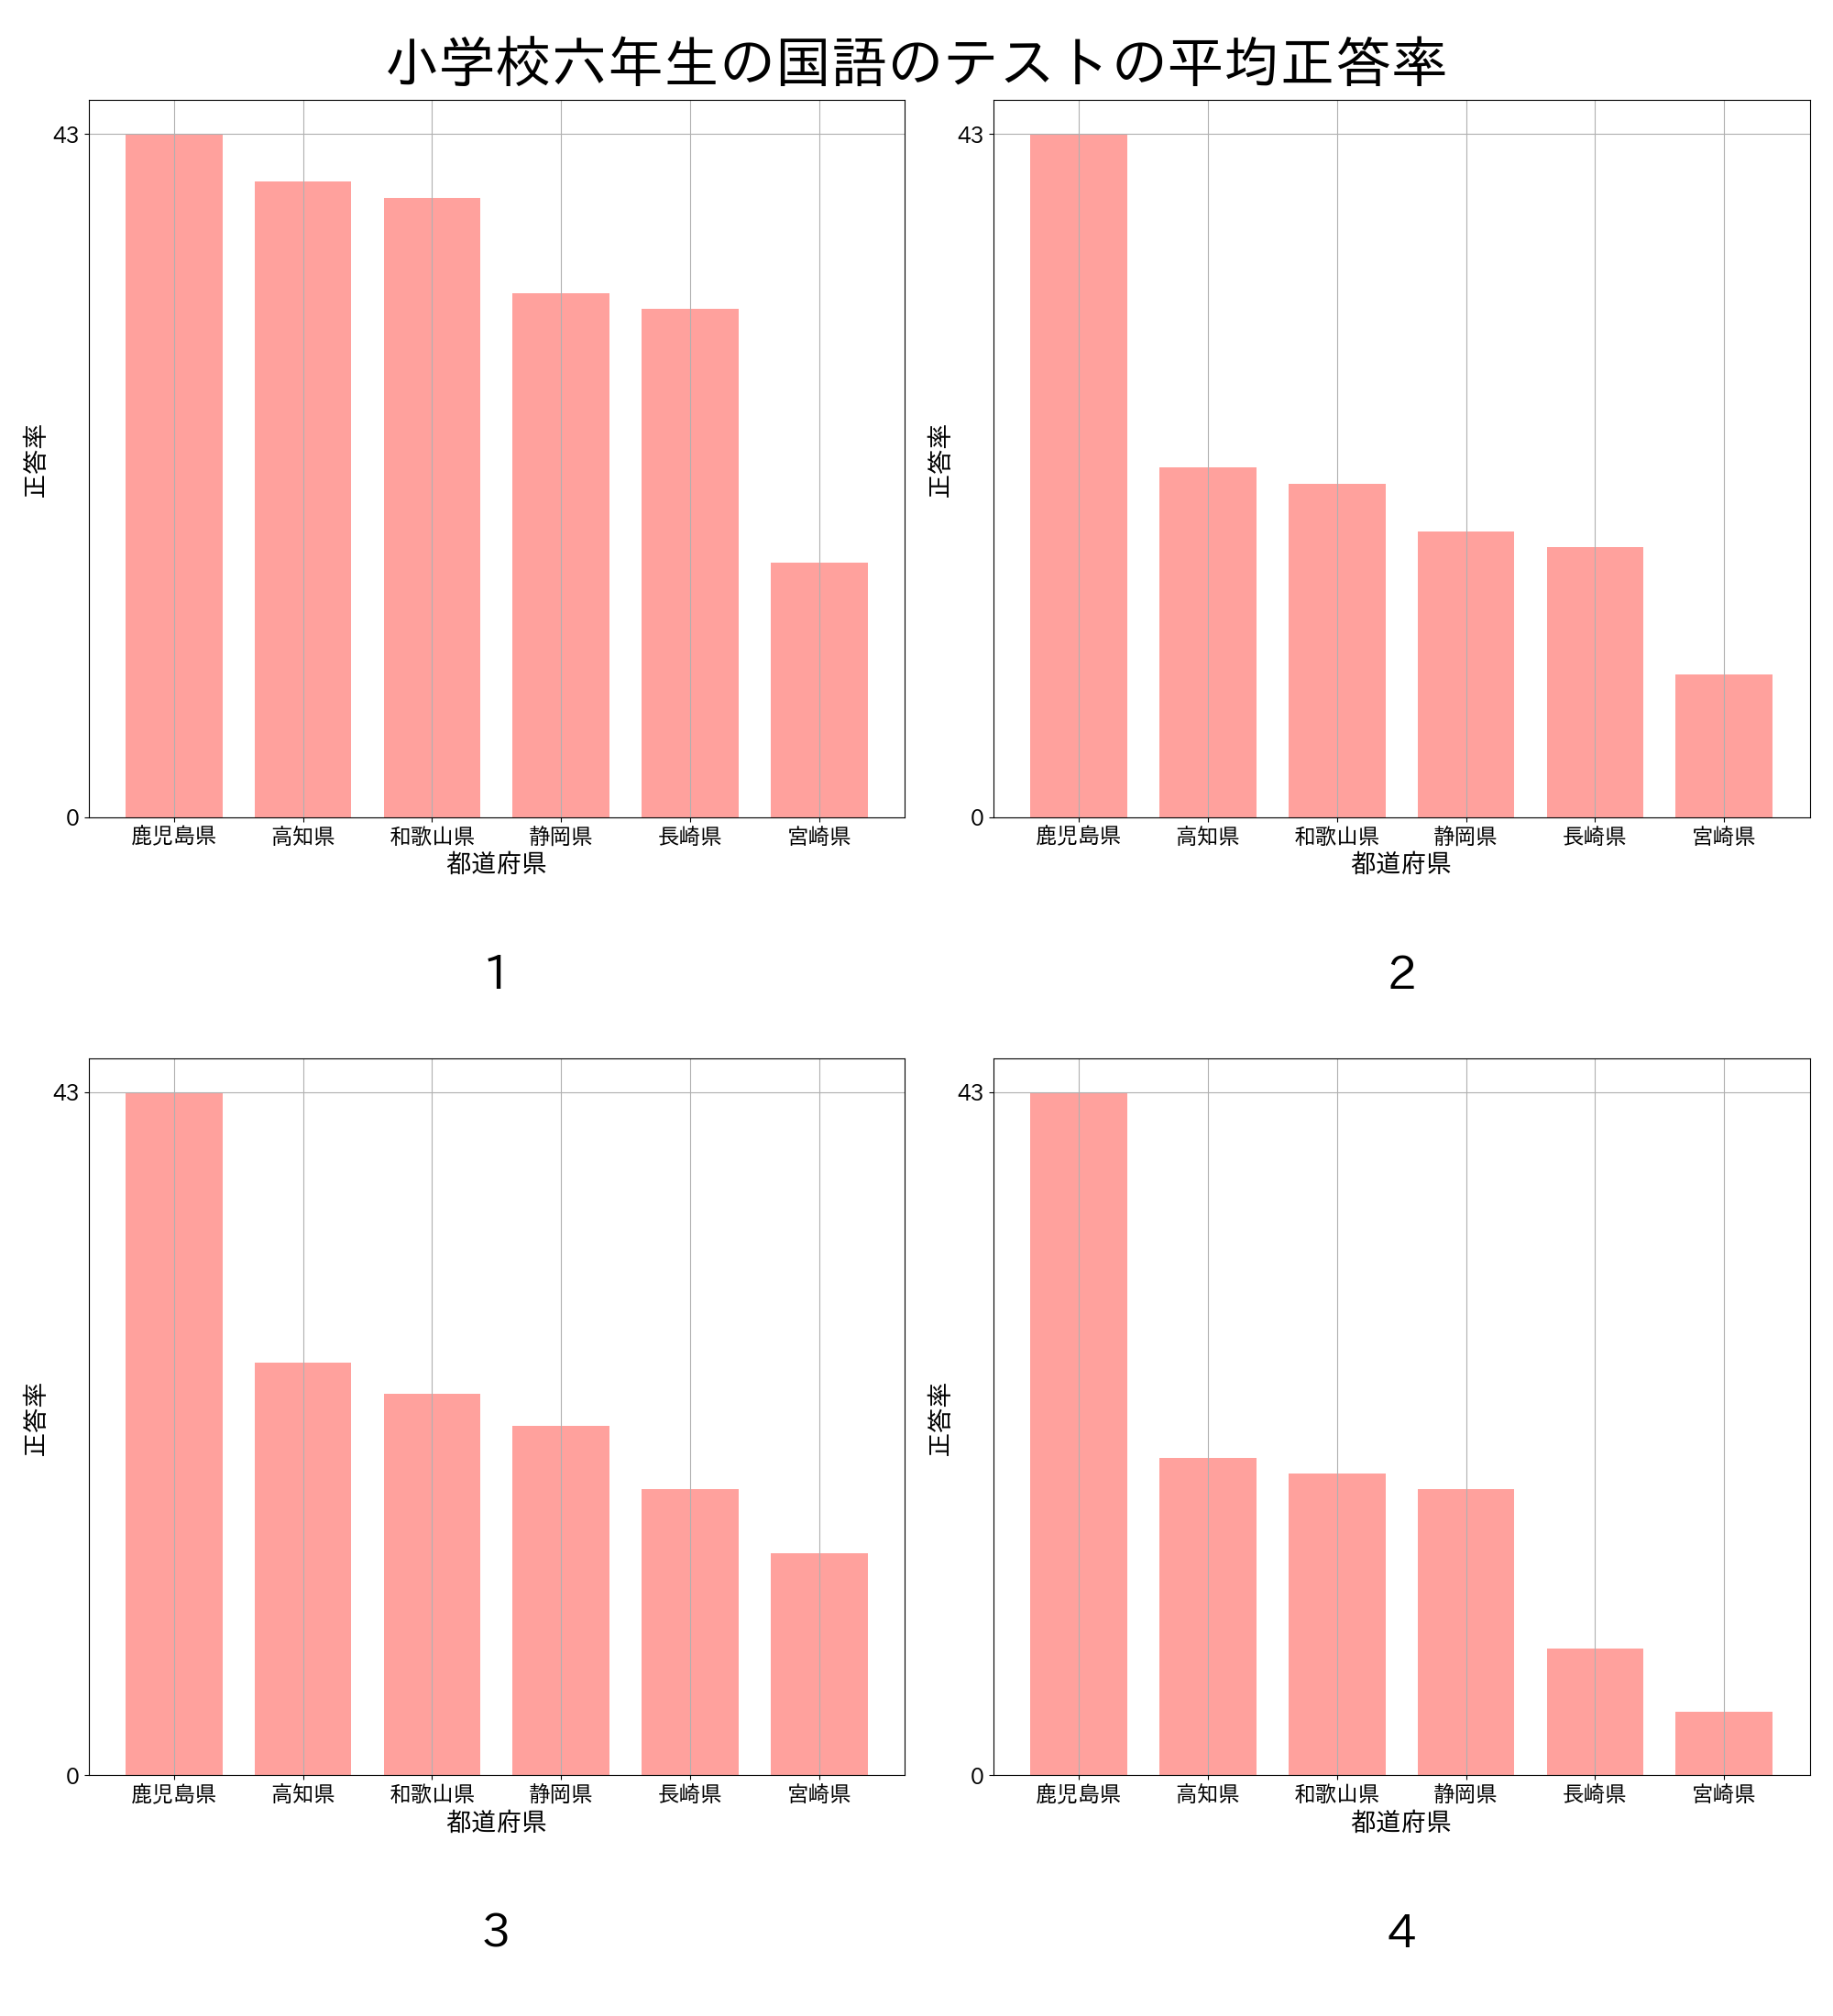 小学校六年生の国語のテストの平均正答率
43
正答率
0
鹿児島県 高知県 和歌山県 静岡県 長崎県 宮崎県
都道府県
1
43
正答率
0
鹿児島県 高知県 和歌山県 静岡県 長崎県 宮崎県
都道府県
2
43
正答率
0
鹿児島県 高知県 和歌山県 静岡県 長崎県 宮崎県
都道府県
3
43
正答率
0
鹿児島県 高知県 和歌山県 静岡県 長崎県 宮崎県
都道府県
4